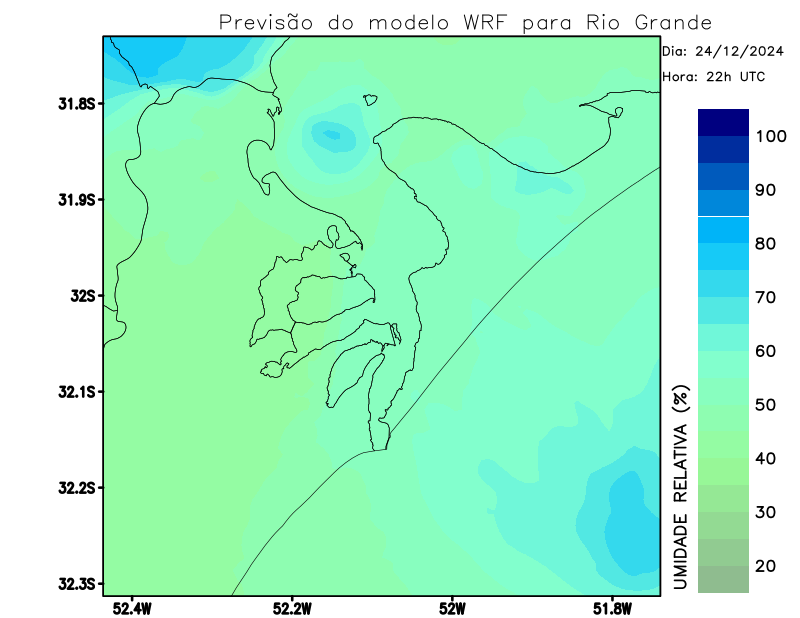 Previsão do modelo WRF para Rio Grande
Dia: 24/12/2024
Hora: 22h UTC
31.8S
31.9S
32S
32.1S
32.2S
32.3S
52.4W
52.2W
52W
51.8W
UMIDADE RELATIVA (%)
100
90
80
70
60
50
40
30
20